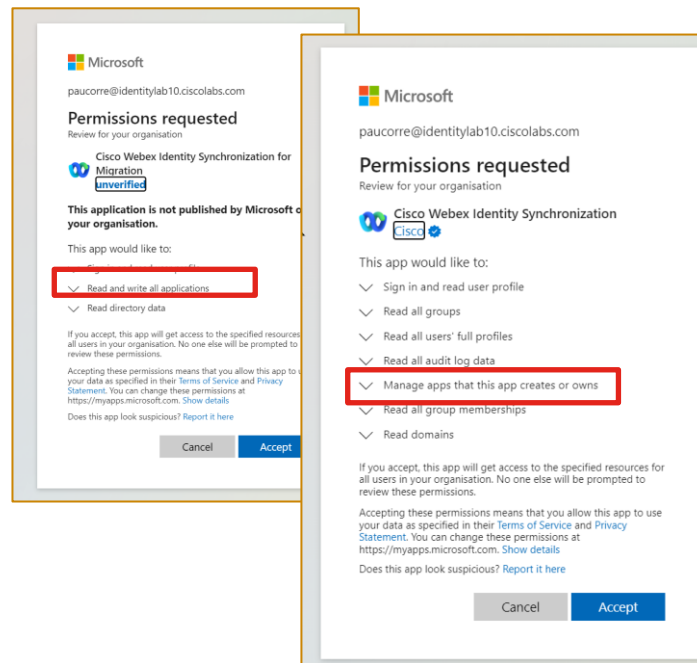 Microsoft
paucorre@identitylab10.ciscolabs.com
Permissions requested
Review for your organisation
Cisco Webex Identity Synchronization for
Migration
unverified
This application is not published by Microsoft o
your organisation.
This app would like to:
Read and write all applications
Read directory data
If you accept, this app will get access to the specified resources
all users in your organisation. No one else will be prompted to
review these permissions.
Accepting these permissions means that you allow this app to u
your data as specified in their Terms of Service and Privacy
Statement. You can change these permissions at
https://myapps.microsoft.com. Show details
Does this app look suspicious? Report it here
Cancel
Accept
Microsoft
paucorre@identitylab10.ciscolabs.com
Permissions requested
Review for your organisation
Cisco Webex Identity Synchronization
Cisco
This app would like to:
Sign in and read user profile
Read all groups
Read all users' full profiles
Read all audit log data
Manage apps that this app creates or owns
Read all group memberships
Read domains
If you accept, this app will get access to the specified resources for
all users in your organisation. No one else will be prompted to
review these permissions.
Accepting these permissions means that you allow this app to use
your data as specified in their Terms of Service and Privacy
Statement. You can change these permissions at
https://myapps.microsoft.com. Show details
Does this app look suspicious? Report it here
Cancel
Accept